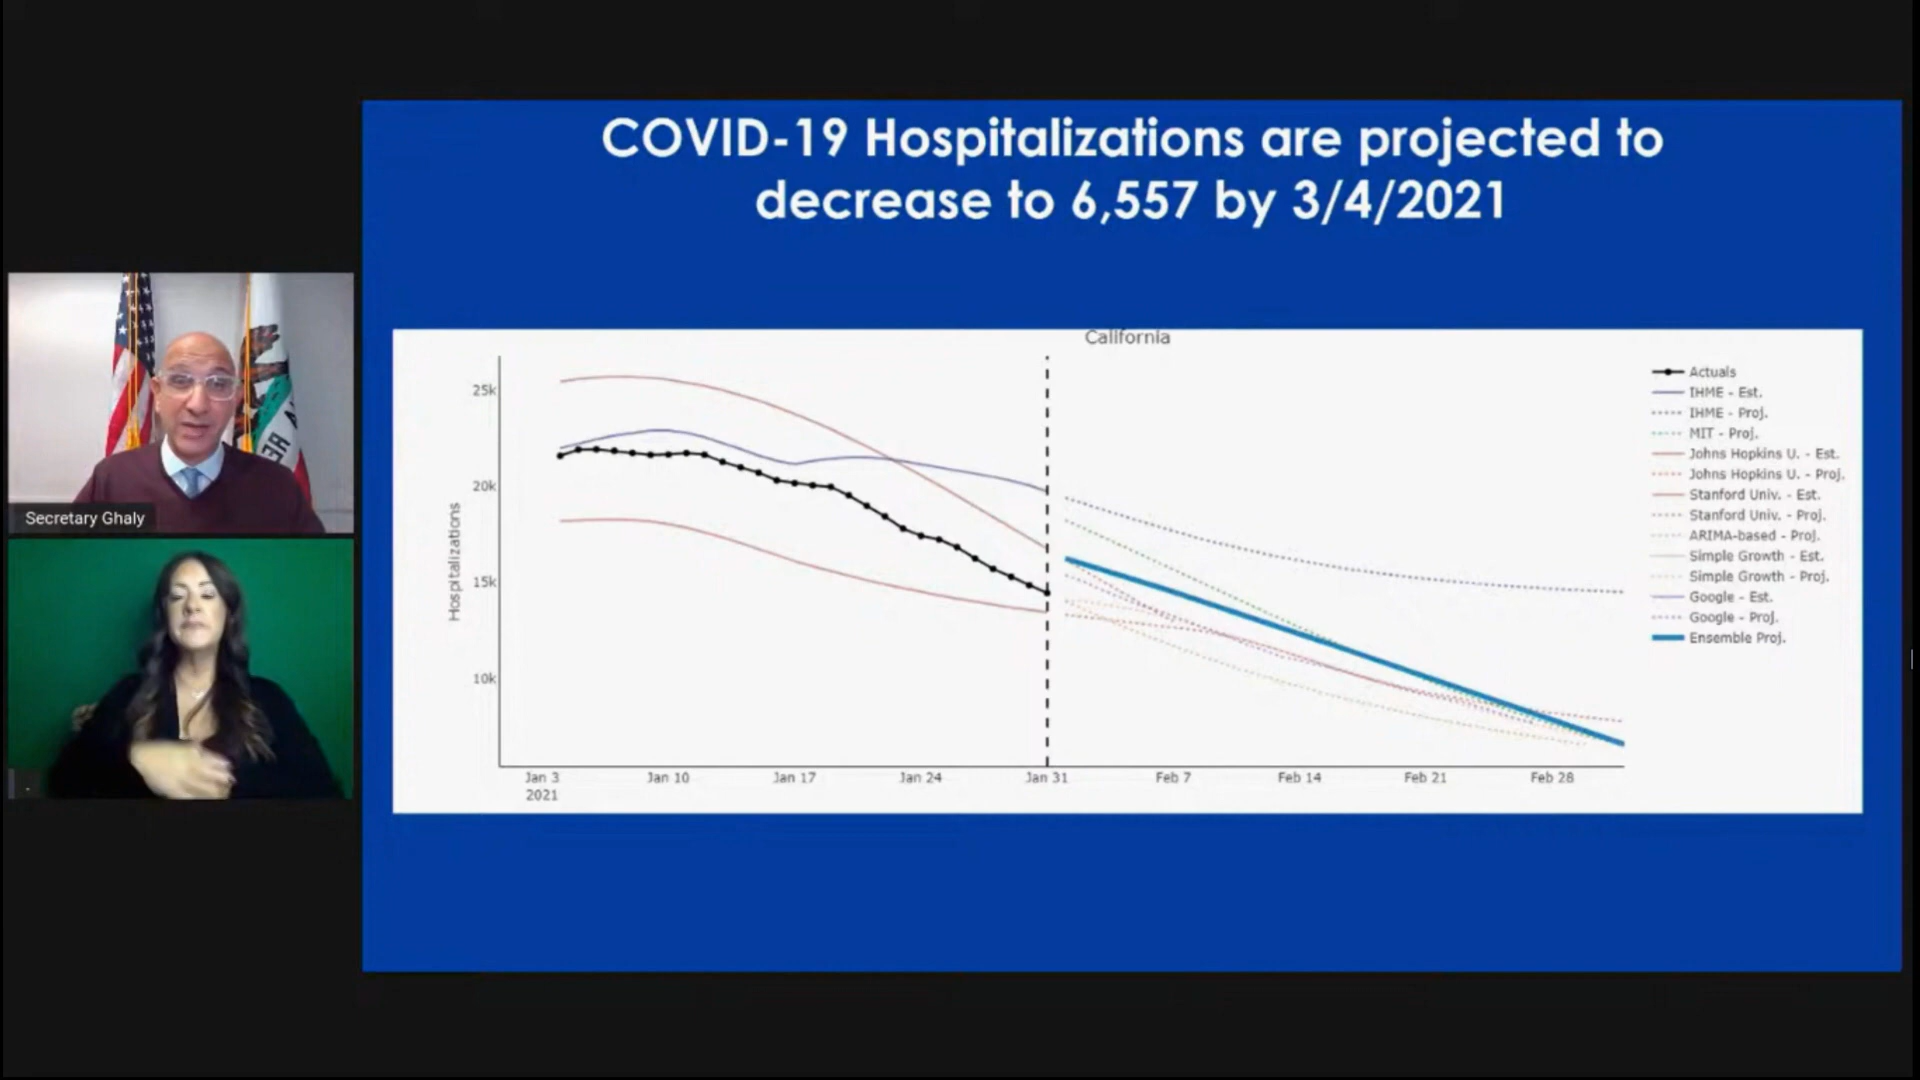 COVID-19 Hospitalizations are projected to
decrease to 6,557 by 3/4/2021
Secretary Ghaly
California
Hospitalizations
25k
20k
15k
10k
Jan 3
2021
Jan 10
Jan 17
Jan 24
Jan 31
Feb 7
Feb 14
Feb 21
Feb 28
Actuals
IHME - Est.
IHME - Proj.
MIT - Proj.
Johns Hopkins U. - Est.
Johns Hopkins U. - Proj.
Stanford Univ. - Est.
Stanford Univ. - Proj.
ARIMA-based - Proj.
Simple Growth - Est.
Simple Growth - Proj.
Google - Est.
Google - Proj.
Ensemble Proj.